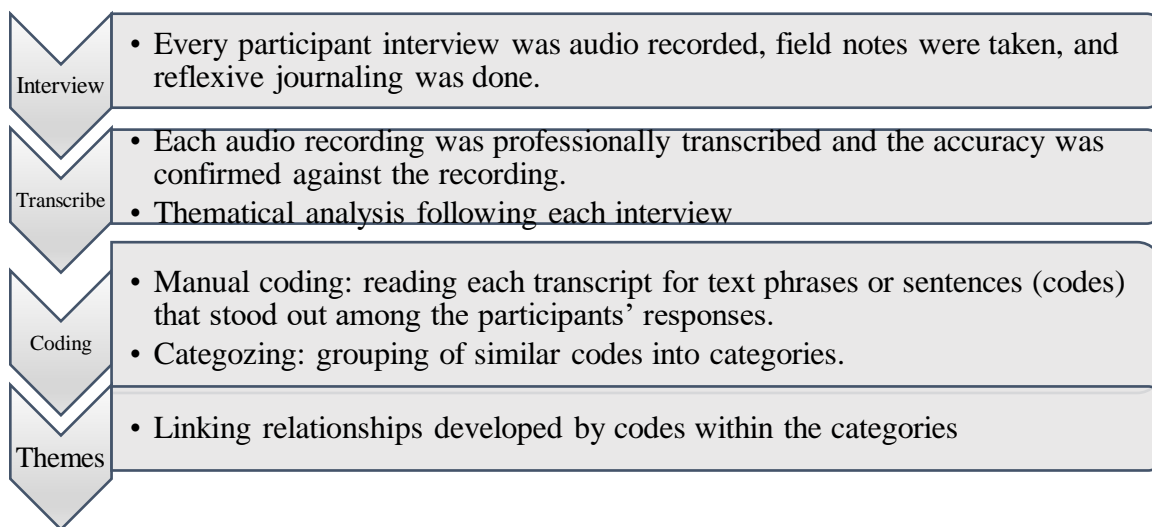 Interview
• Every participant interview was audio recorded, field notes were taken, and
reflexive journaling was done.
Transcribe
• Each audio recording was professionally transcribed and the accuracy was
confirmed against the recording.
• Thematical analysis following each interview
Coding
• Manual coding: reading each transcript for text phrases or sentences (codes)
that stood out among the participants’ responses.
• Categozing: grouping of similar codes into categories.
Themes
• Linking relationships developed by codes within the categories